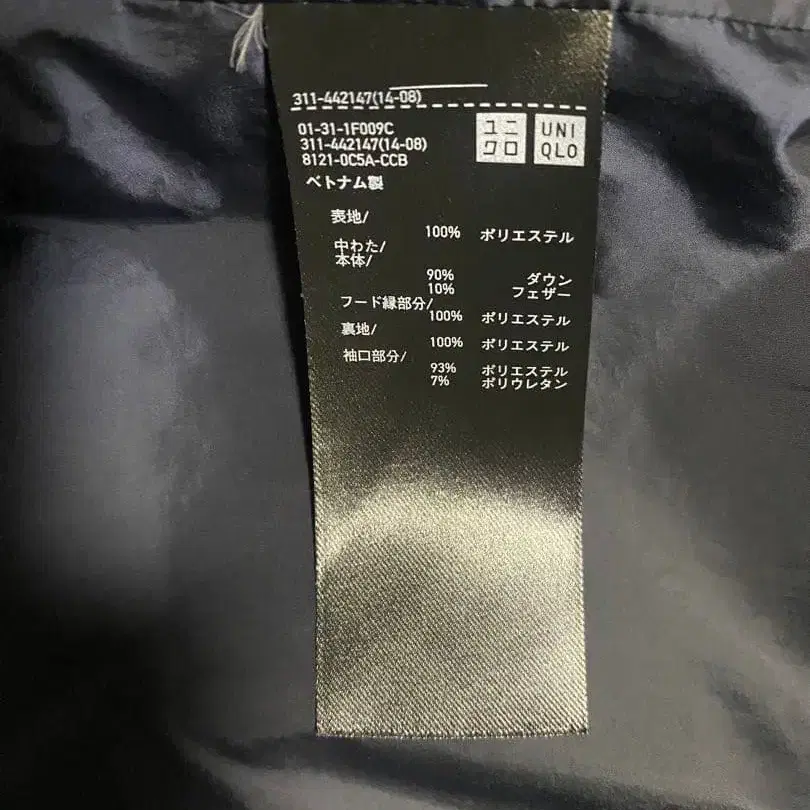 311-442147(14-08)
01-31-1F009C
311-442147(14-08)
8121-0C5A-CCB
ユニ
クロ
UNI
QLO
ベトナム製
表地/
100% ポリエステル
中わた/
本体/
90% ダウン
10% フェザー
フード縁部分/
100% ポリエステル
裏地/
100% ポリエステル
袖口部分/
93% ポリエステル
7% ポリウレタン